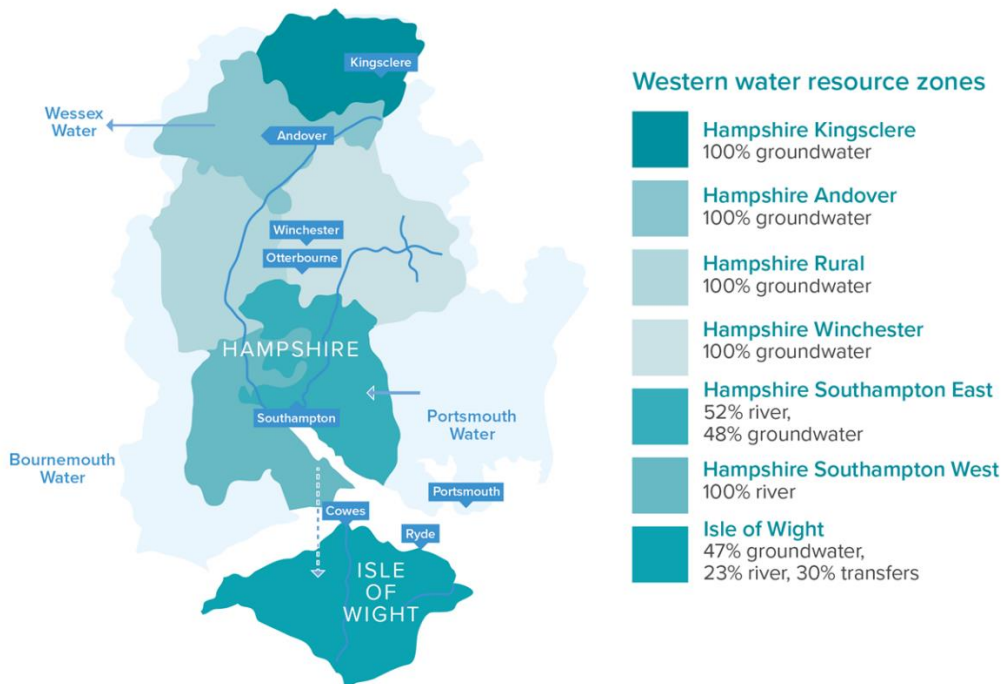 Kingsclere
Wessex
Water
Andover
Winchester
Otterbourne
HAMPSHIRE
Southampton
Portsmouth
Water
Bournemouth
Water
Portsmouth
Cowes
Ryde
ISLE
OF
WIGHT
Western water resource zones
Hampshire Kingsclere
100% groundwater
Hampshire Andover
100% groundwater
Hampshire Rural
100% groundwater
Hampshire Winchester
100% groundwater
Hampshire Southampton East
52% river,
48% groundwater
Hampshire Southampton West
100% river
Isle of Wight
47% groundwater,
23% river, 30% transfers